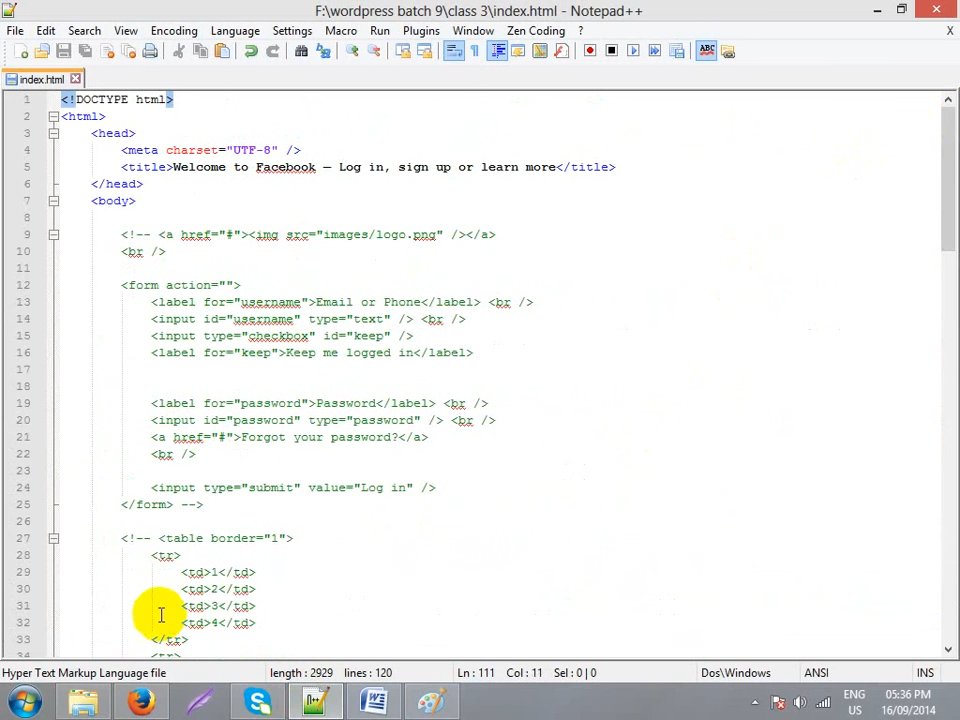 F:\wordpress batch 9\class 3\index.html - Notepad++
File Edit Search View Encoding Language Settings Macro Run Plugins Window Zen Coding ? X
index.html
1 <!DOCTYPE html>
2 <html>
3 <head>
4 <meta charset="UTF-8" />
5 <title>Welcome to Facebook – Log in, sign up or learn more</title>
6 </head>
7 <body>
8
9 <!-- <a href="#"><img src="images/logo.png" /></a>
10 <br />
11
12 <form action="">
13 <label for="username">Email or Phone</label> <br />
14 <input id="username" type="text" /> <br />
15 <input type="checkbox" id="keep" />
16 <label for="keep">Keep me logged in</label>
17
18
19 <label for="password">Password</label> <br />
20 <input id="password" type="password" /> <br />
21 <a href="#">Forgot your password?</a>
22 <br />
23
24 <input type="submit" value="Log in" />
25 </form> -->
26
27 <!-- <table border="1">
28 <tr>
29 <td>1</td>
30 <td>2</td>
31 <td>3</td>
32 <td>4</td>
33 </tr>
34 <tr>
Hyper Text Markup Language file length : 2929 lines : 120 Ln : 111 Col : 11 Sel : 0 | 0 Dos\Windows ANSI INS
ENG 05:36 PM
US 16/09/2014